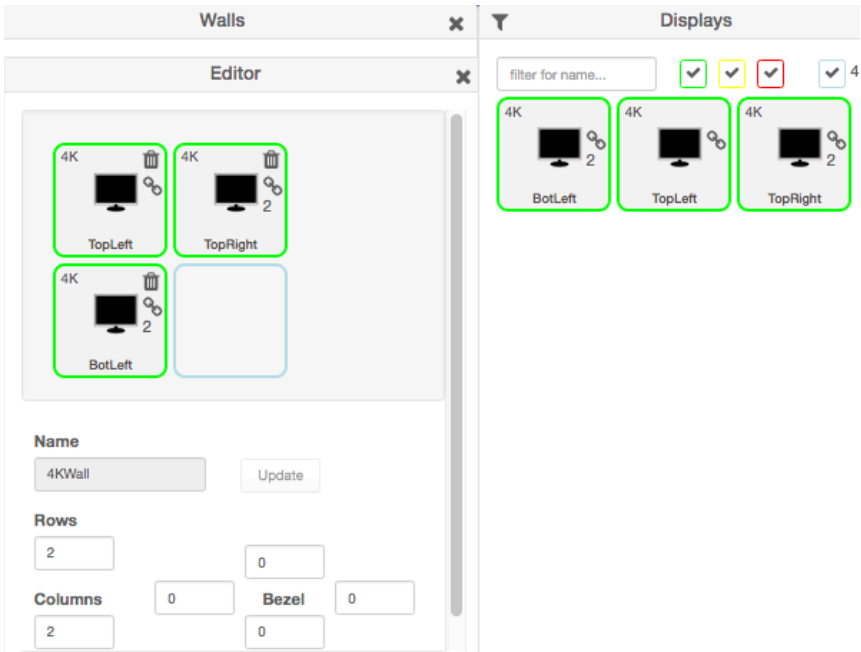 Walls
Editor
4K
TopLeft
4K
2
TopRight
4K
2
BotLeft
Name
4KWall
Update
Rows
2
0
Columns
0
Bezel
0
2
0
Displays
filter for name...
4
4K
2
BotLeft
4K
TopLeft
4K
2
TopRight